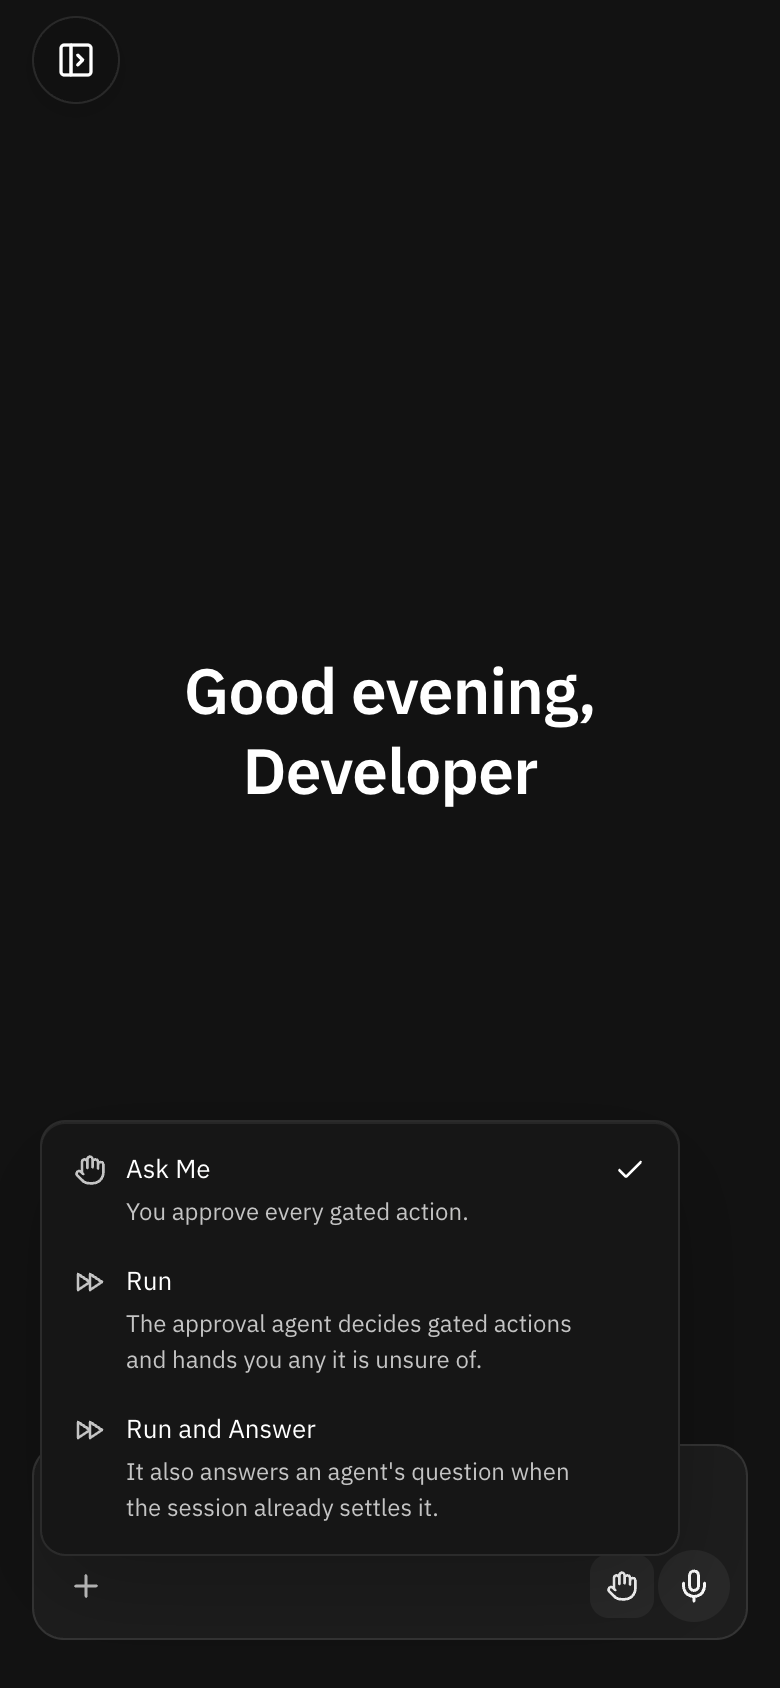 Good evening,
Developer
Ask Me
You approve every gated action.
Run
The approval agent decides gated actions
and hands you any it is unsure of.
Run and Answer
It also answers an agent's question when
the session already settles it.